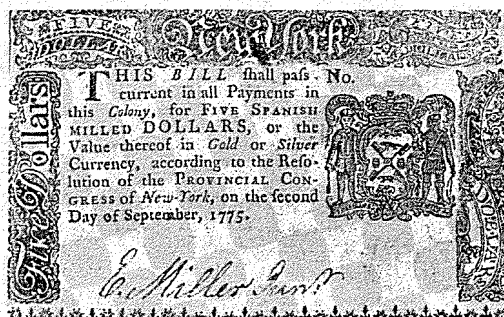 FIVE
DOLLARS
New York
THIS BILL ſhall paſs
current in all Payments in
this Colony, for FIVE SPANISH
MILLED DOLLARS, or the
Value thereof in Gold or Silver
Currency, according to the Reſo-
lution of the PROVINCIAL CON-
GRESS of New-York, on the ſecond
Day of September, 1775.
No.
Five Dollars
E. Miller Junr